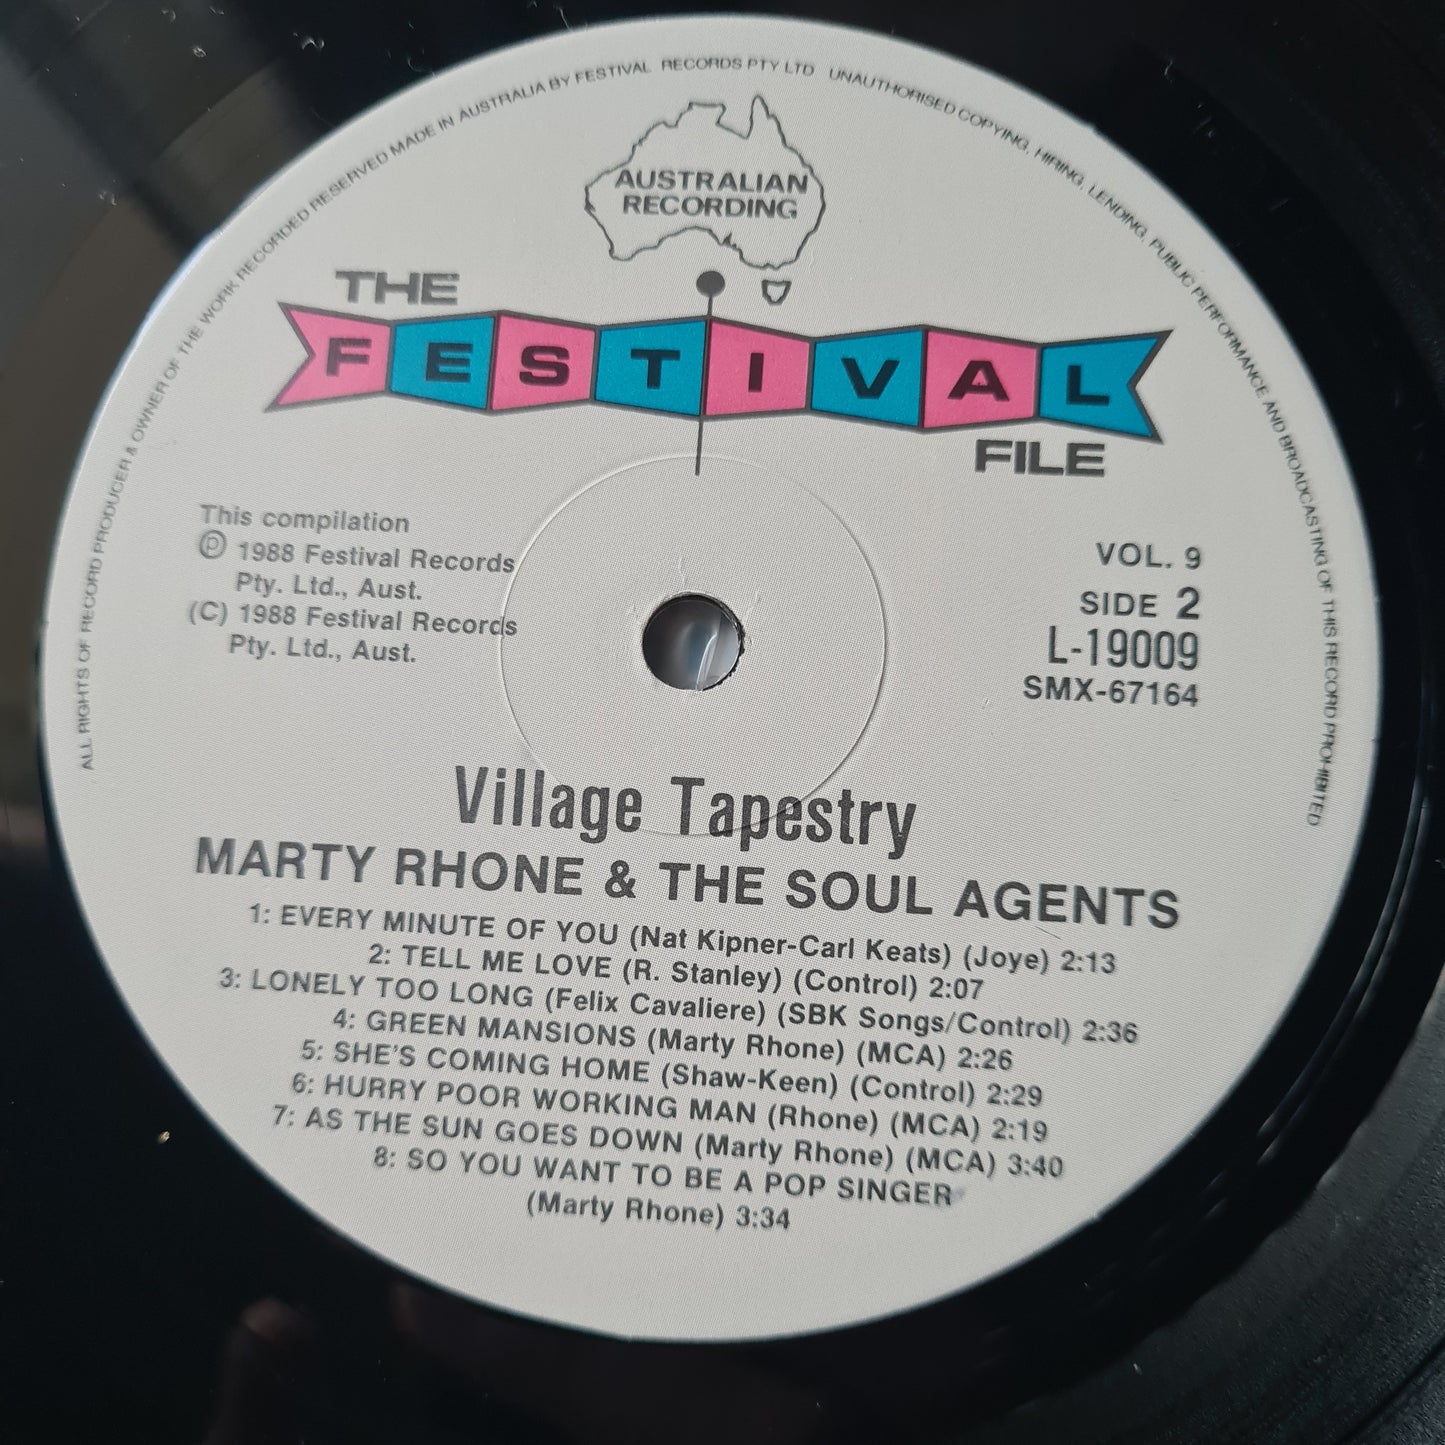 ALL RIGHTS OF RECORD PRODUCER & OWNER OF THE WORK RECORDED RESERVED MADE IN AUSTRALIA BY FESTIVAL RECORDS PTY LTD UNAUTHORISED COPYING, HIRING, LENDING, PUBLIC PERFORMANCE AND BROADCASTING OF THIS RECORD PROHIBITED
AUSTRALIAN
RECORDING
THE
FESTIVAL
FILE
This compilation
℗ 1988 Festival Records
Pty. Ltd., Aust.
(C) 1988 Festival Records
Pty. Ltd., Aust.
VOL. 9
SIDE 2
L-19009
SMX-67164
Village Tapestry
MARTY RHONE & THE SOUL AGENTS
1: EVERY MINUTE OF YOU (Nat Kipner-Carl Keats) (Joye) 2:13
2: TELL ME LOVE (R. Stanley) (Control) 2:07
3: LONELY TOO LONG (Felix Cavaliere) (SBK Songs/Control) 2:36
4: GREEN MANSIONS (Marty Rhone) (MCA) 2:26
5: SHE'S COMING HOME (Shaw-Keen) (Control) 2:29
6: HURRY POOR WORKING MAN (Rhone) (MCA) 2:19
7: AS THE SUN GOES DOWN (Marty Rhone) (MCA) 3:40
8: SO YOU WANT TO BE A POP SINGER
(Marty Rhone) 3:34